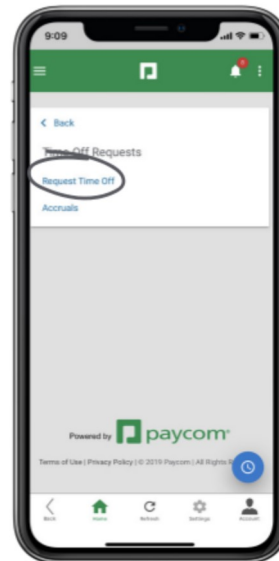 9:09
Back
Time Off Requests
Request Time Off
Accruals
Powered by paycom
Terms of Use | Privacy Policy | © 2019 Paycom | All Rights
Back Home Refresh Settings Account